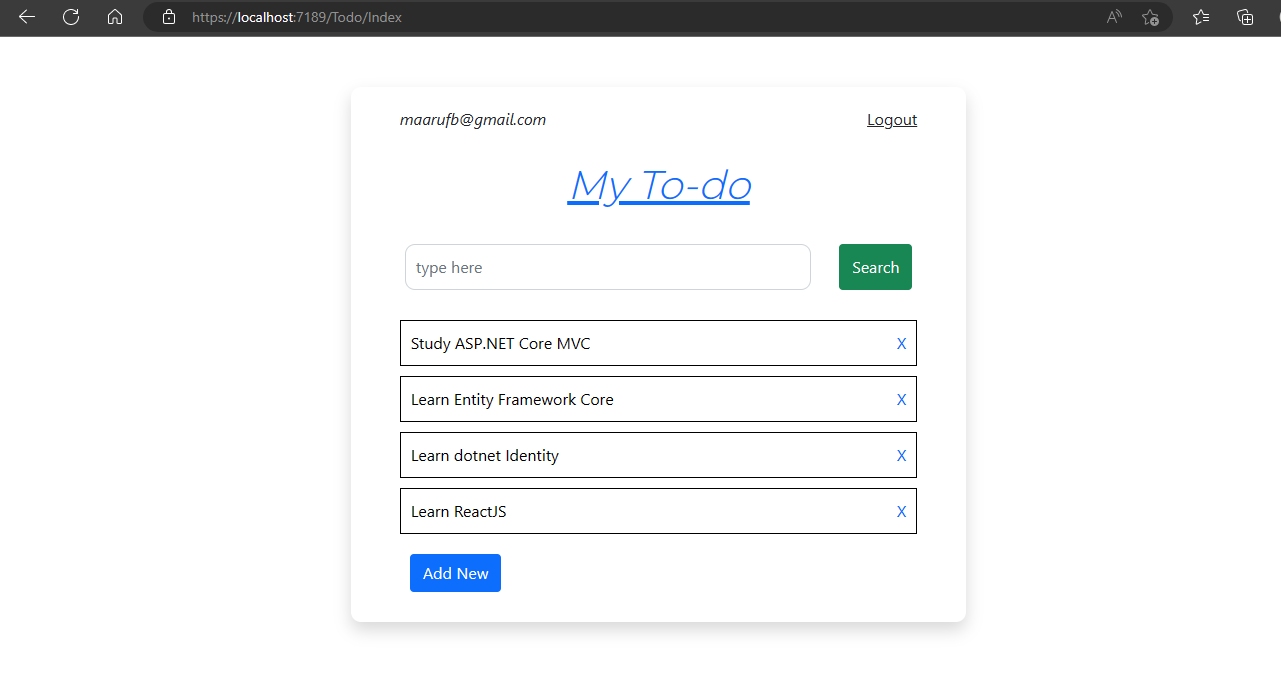 https://localhost:7189/Todo/Index
maarufb@gmail.com Logout
My To-do
type here Search
Study ASP.NET Core MVC X
Learn Entity Framework Core X
Learn dotnet Identity X
Learn ReactJS X
Add New